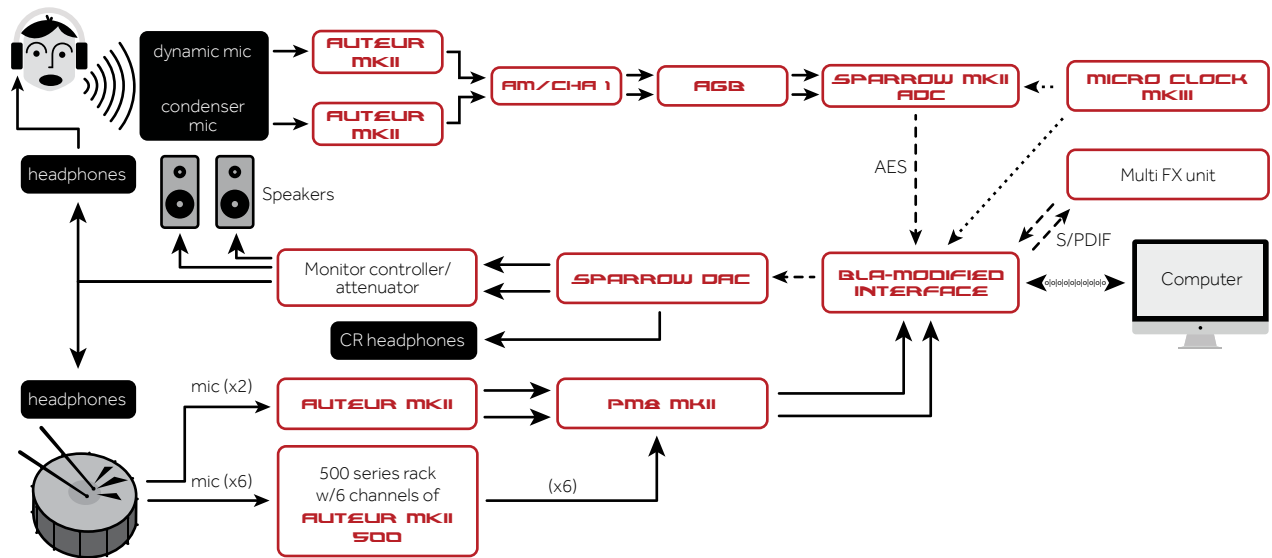 dynamic mic
condenser
mic
AUTEUR
MKII
AUTEUR
MKII
AM/CHA 1
AGB
SPARROW MKII
ADC
MICRO CLOCK
MKIII
headphones
Speakers
AES
Multi FX unit
S/PDIF
Monitor controller/
attenuator
SPARROW DAC
BLA-MODIFIED
INTERFACE
Computer
CR headphones
headphones
mic (x2)
AUTEUR MKII
PM8 MKII
mic (x6)
500 series rack
w/6 channels of
AUTEUR MKII
500
(x6)